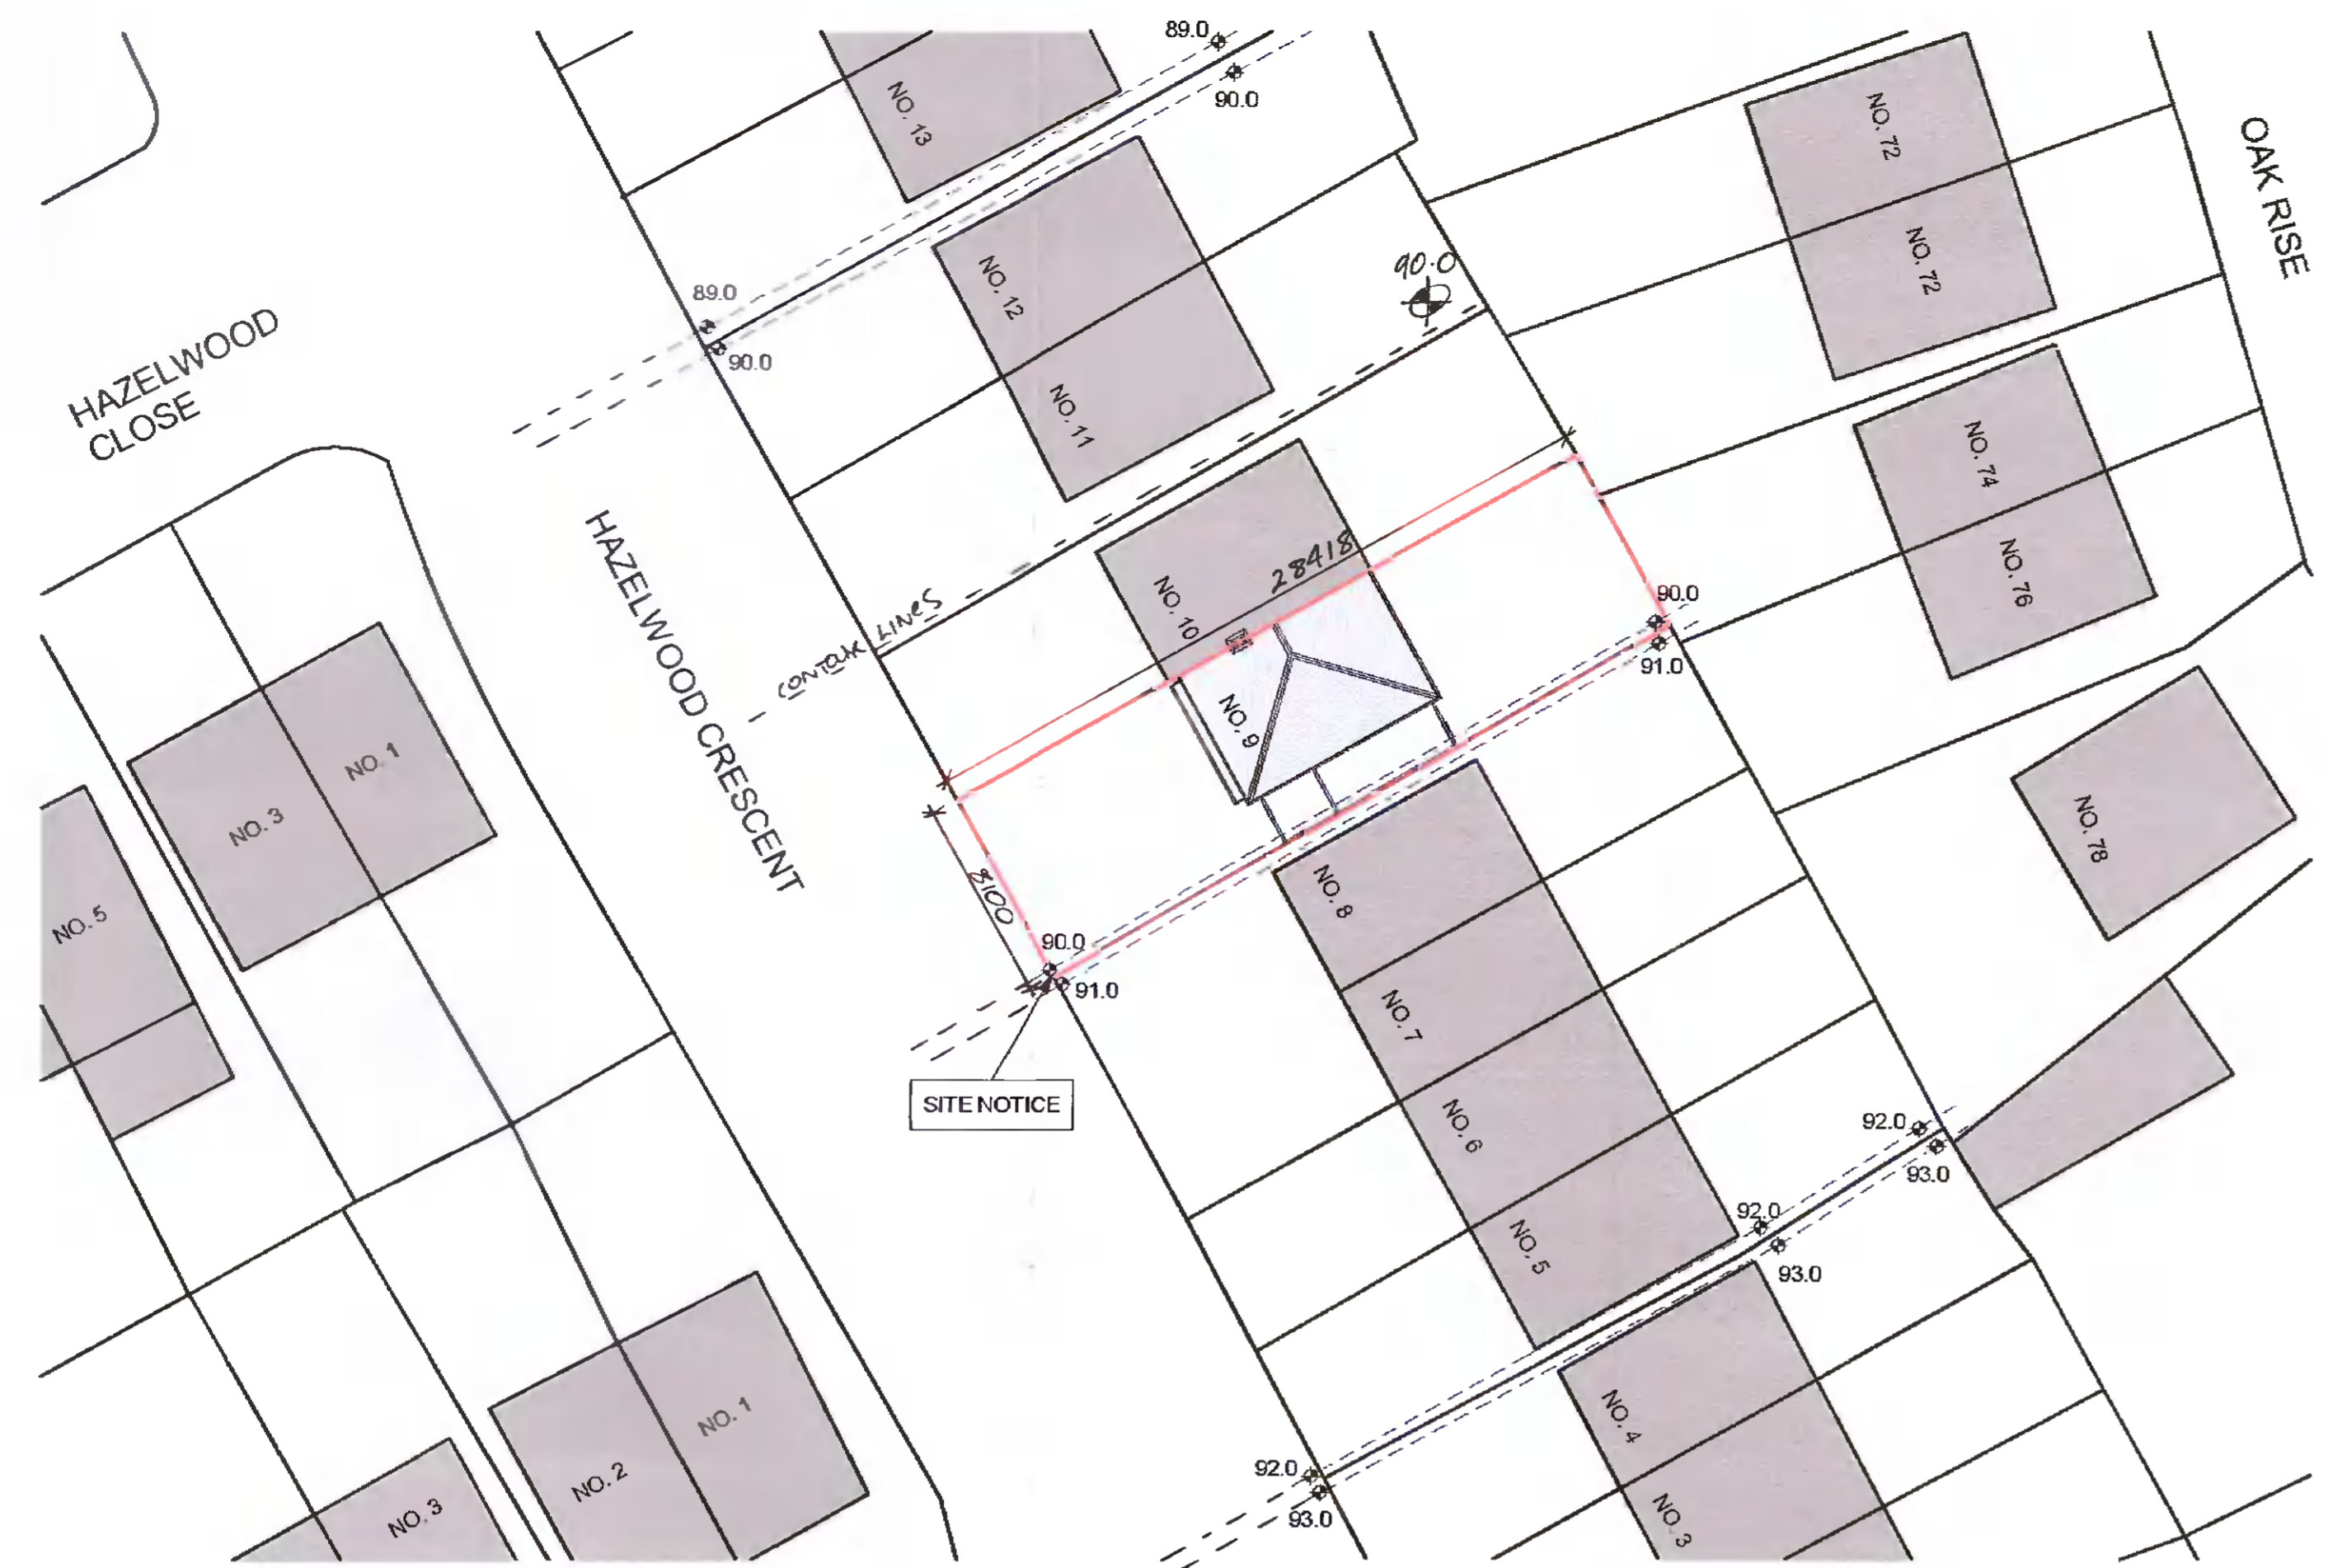 89.0
90.0
NO. 13
NO. 72
OAK RISE
NO. 72
90.0
NO. 12
89.0
90.0
HAZELWOOD
CLOSE
NO. 11
NO. 74
NO. 76
HAZELWOOD CRESCENT
CONTOUR LINES
NO. 10
28418
NO. 9
90.0
91.0
NO. 1
NO. 3
NO. 5
8100
NO. 8
NO. 78
90.0
91.0
SITE NOTICE
NO. 7
NO. 6
NO. 5
92.0
93.0
92.0
93.0
NO. 4
NO. 3
92.0
93.0
NO. 1
NO. 2
NO. 3